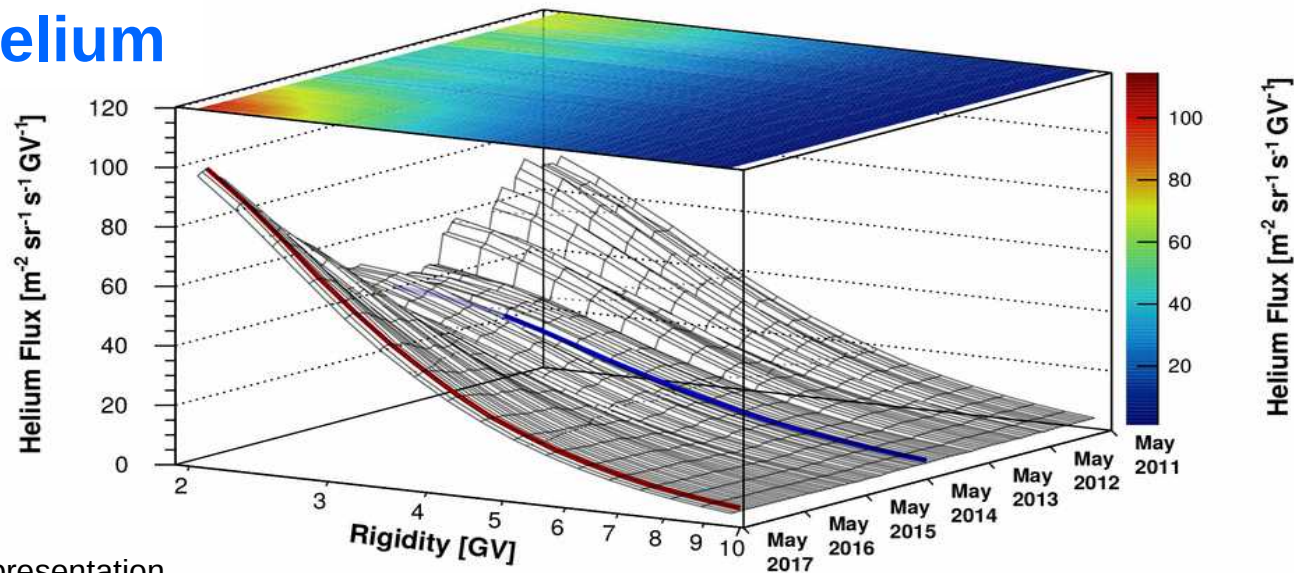 elium
Helium Flux [m-2 sr-1 s-1 GV-1]
120
100
80
60
40
20
0
2
3
4
5
6
7
8
9
10
Rigidity [GV]
May 2017
May 2016
May 2015
May 2014
May 2013
May 2012
May 2011
100
80
60
40
20
Helium Flux [m-2 sr-1 s-1 GV-1]
presentation